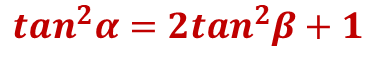 tan²α = 2tan²β + 1